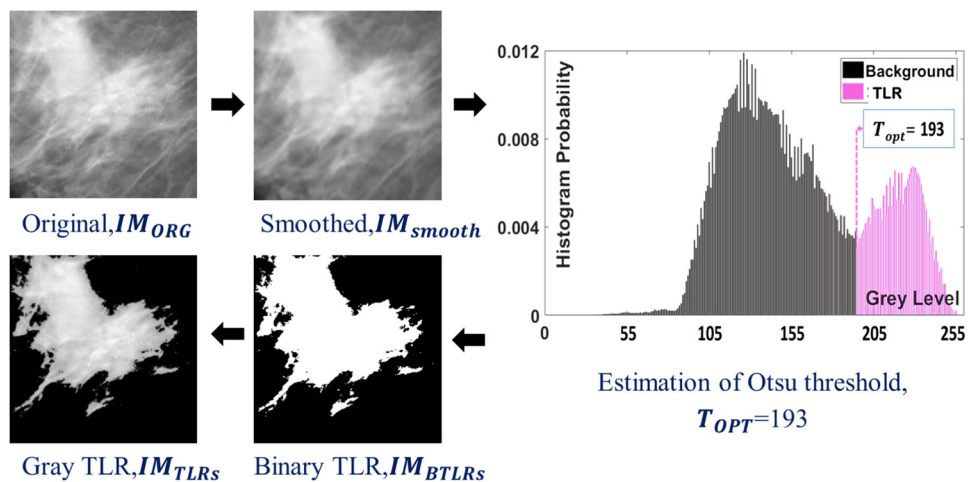 Original,IM_ORG
Smoothed,IM_smooth
0.012
0.008
0.004
0
Histogram Probability
Background
TLR
T_opt= 193
Grey Level
0 55 105 155 205 255
Estimation of Otsu threshold,
T_OPT=193
Gray TLR,IM_TLRs
Binary TLR,IM_BTLRs